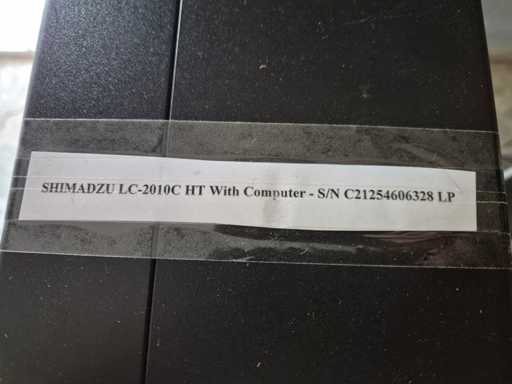 SHIMADZU LC-2010C HT With Computer - S/N C21254606328 LP